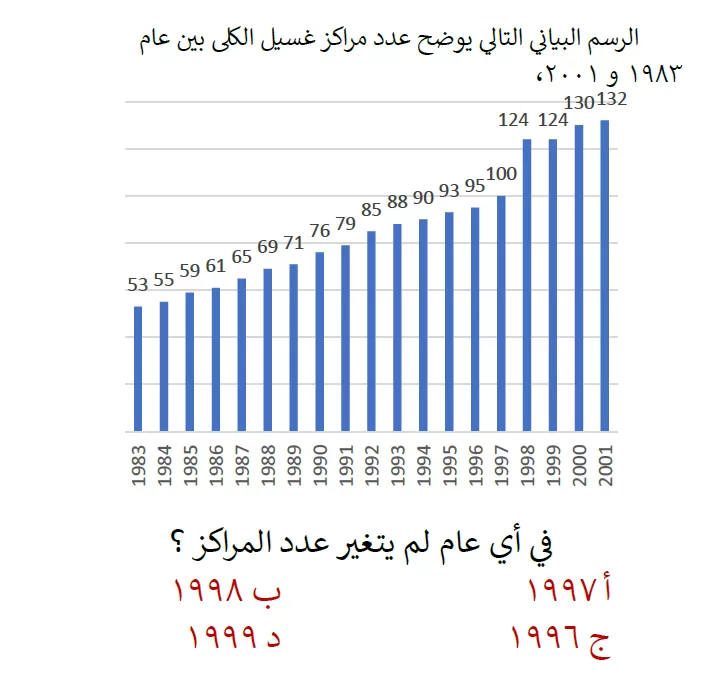 الرسم البياني التالي يوضح عدد مراكز غسيل الكلى بين عام
١٩٨٣ و ٢٠٠١،
53 55 59 61 65 69 71 76 79 85 88 90 93 95 100 124 124 130 132
1983 1984 1985 1986 1987 1988 1989 1990 1991 1992 1993 1994 1995 1996 1997 1998 1999 2000 2001
في أي عام لم يتغير عدد المراكز ؟
أ ١٩٩٧ ب ١٩٩٨
ج ١٩٩٦ د ١٩٩٩